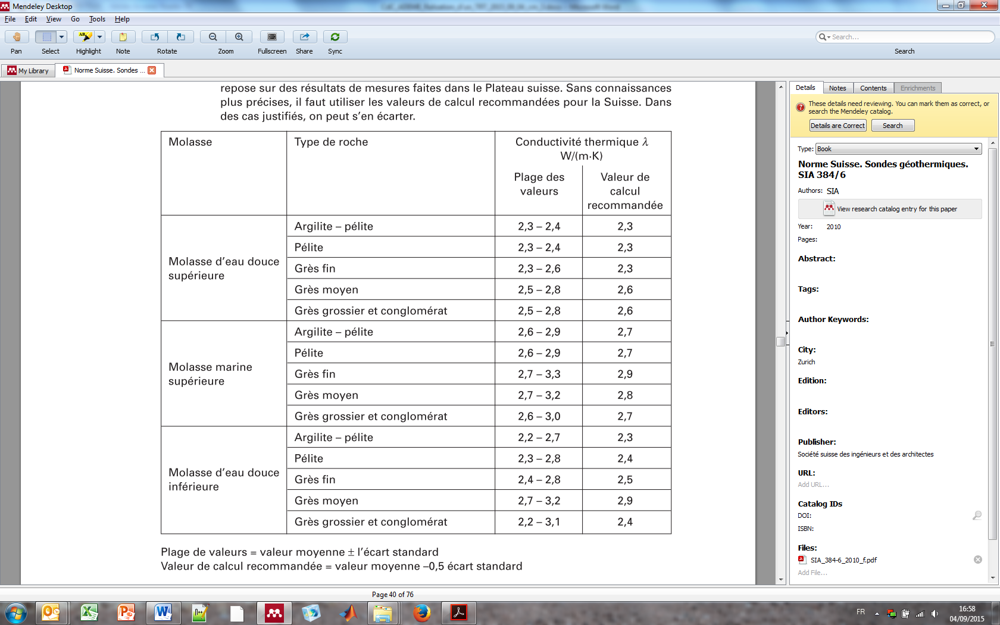 Mendeley Desktop
File Edit View Go Tools Help
Search...
Pan Select Highlight Note Rotate Zoom Fullscreen Share Sync Search
My Library Norme Suisse. Sondes ...
repose sur des résultats de mesures faites dans le Plateau suisse. Sans connaissances
plus précises, il faut utiliser les valeurs de calcul recommandées pour la Suisse. Dans
des cas justifiés, on peut s'en écarter.
Molasse Type de roche Conductivité thermique λ
W/(m·K)
Plage des valeurs Valeur de calcul recommandée
Molasse d'eau douce supérieure
Argilite – pélite 2,3 – 2,4 2,3
Pélite 2,3 – 2,4 2,3
Grès fin 2,3 – 2,6 2,3
Grès moyen 2,5 – 2,8 2,6
Grès grossier et conglomérat 2,5 – 2,8 2,6
Molasse marine supérieure
Argilite – pélite 2,6 – 2,9 2,7
Pélite 2,6 – 2,9 2,7
Grès fin 2,7 – 3,3 2,9
Grès moyen 2,7 – 3,2 2,8
Grès grossier et conglomérat 2,6 – 3,0 2,7
Molasse d'eau douce inférieure
Argilite – pélite 2,2 – 2,7 2,3
Pélite 2,3 – 2,8 2,4
Grès fin 2,4 – 2,8 2,5
Grès moyen 2,7 – 3,2 2,9
Grès grossier et conglomérat 2,2 – 3,1 2,4
Plage de valeurs = valeur moyenne ± l'écart standard
Valeur de calcul recommandée = valeur moyenne –0,5 écart standard
Page 40 of 76
Details Notes Contents Enrichments
These details need reviewing. You can mark them as correct, or
search the Mendeley catalog.
Details are Correct Search
Type: Book
Norme Suisse. Sondes géothermiques.
SIA 384/6
Authors: SIA
View research catalog entry for this paper
Year: 2010
Pages:
Abstract:
Tags:
Author Keywords:
City:
Zurich
Edition:
Editors:
Publisher:
Société suisse des ingénieurs et des architectes
URL:
Add URL...
Catalog IDs
DOI:
ISBN:
Files:
SIA_384-6_2010_f.pdf
Add File...
FR
16:58
04/09/2015